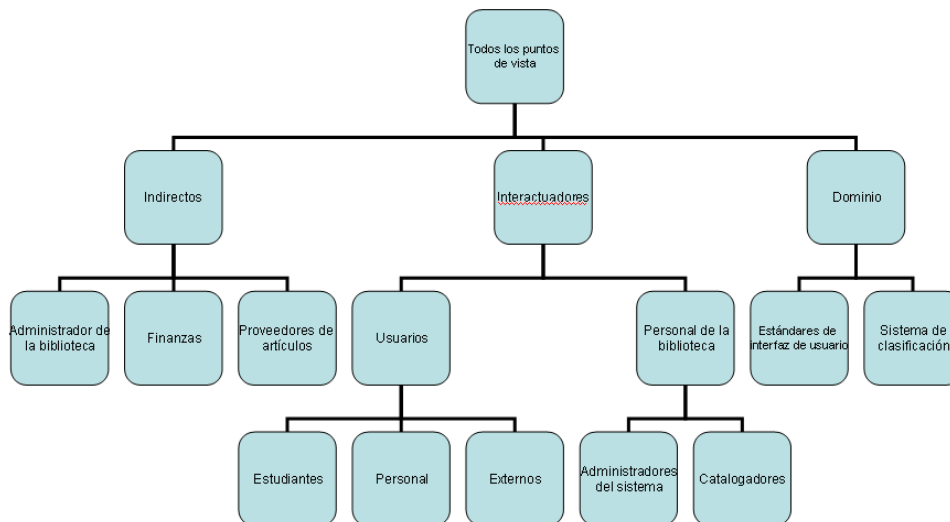 Todos los puntos
de vista
Indirectos
Interactuadores
Dominio
Administrador de
la biblioteca
Finanzas
Proveedores de
artículos
Usuarios
Personal de la
biblioteca
Estándares de
interfaz de usuario
Sistema de
clasificación
Estudiantes
Personal
Externos
Administradores
del sistema
Catalogadores